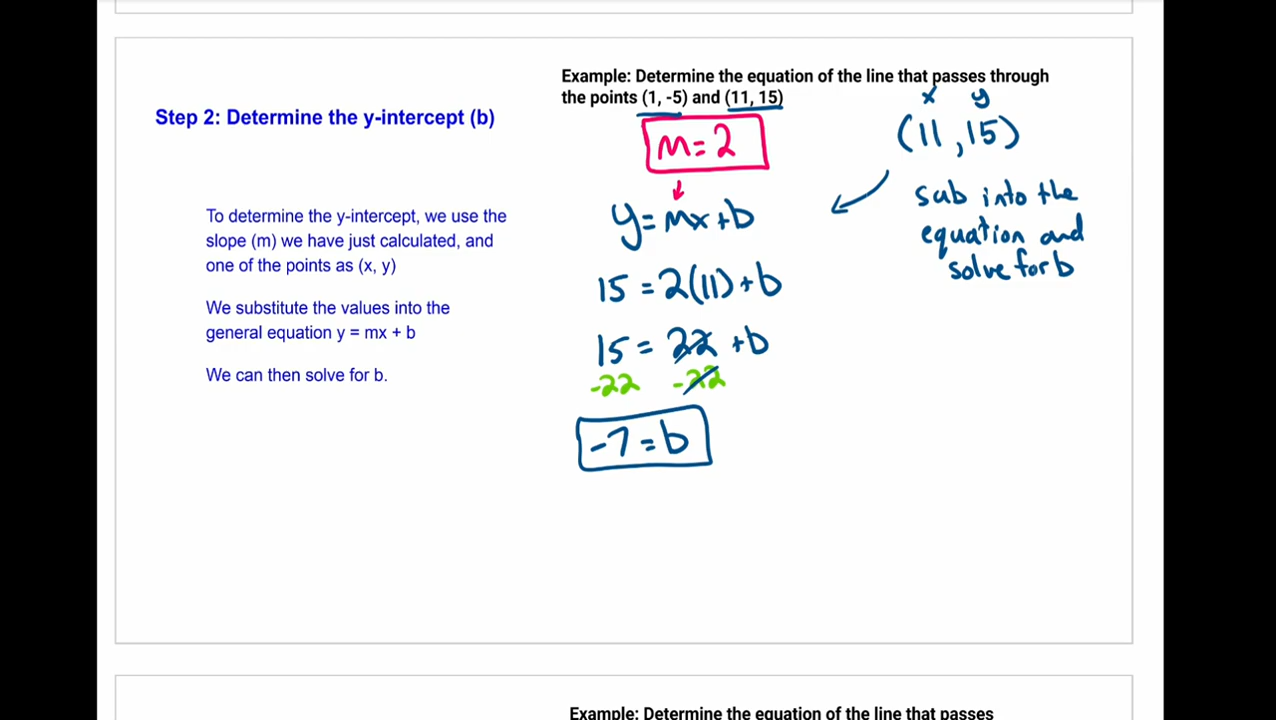 Example: Determine the equation of the line that passes through
the points (1, -5) and (11, 15)
Step 2: Determine the y-intercept (b)
x y
m=2
(11,15)
y=mx+b
sub into the
equation and
solve for b
To determine the y-intercept, we use the
slope (m) we have just calculated, and
one of the points as (x, y)
We substitute the values into the
general equation y = mx + b
We can then solve for b.
15=2(11)+b
15=22+b
-22 -22
-7=b
Example: Determine the equation of the line that passes